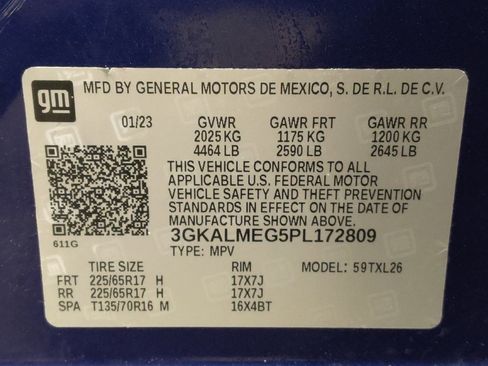 gm
MFD BY GENERAL MOTORS DE MEXICO, S. DE R.L. DE C.V.
01/23 GVWR GAWR FRT GAWR RR
2025 KG 1175 KG 1200 KG
4464 LB 2590 LB 2645 LB
THIS VEHICLE CONFORMS TO ALL
APPLICABLE U.S. FEDERAL MOTOR
VEHICLE SAFETY AND THEFT PREVENTION
STANDARDS IN EFFECT ON THE DATE OF
MANUFACTURE SHOWN ABOVE.
611G
3GKALMEG5PL172809
TYPE: MPV
TIRE SIZE RIM MODEL: 59TXL26
FRT 225/65R17 H 17X7J
RR 225/65R17 H 17X7J
SPA T135/70R16 M 16X4BT